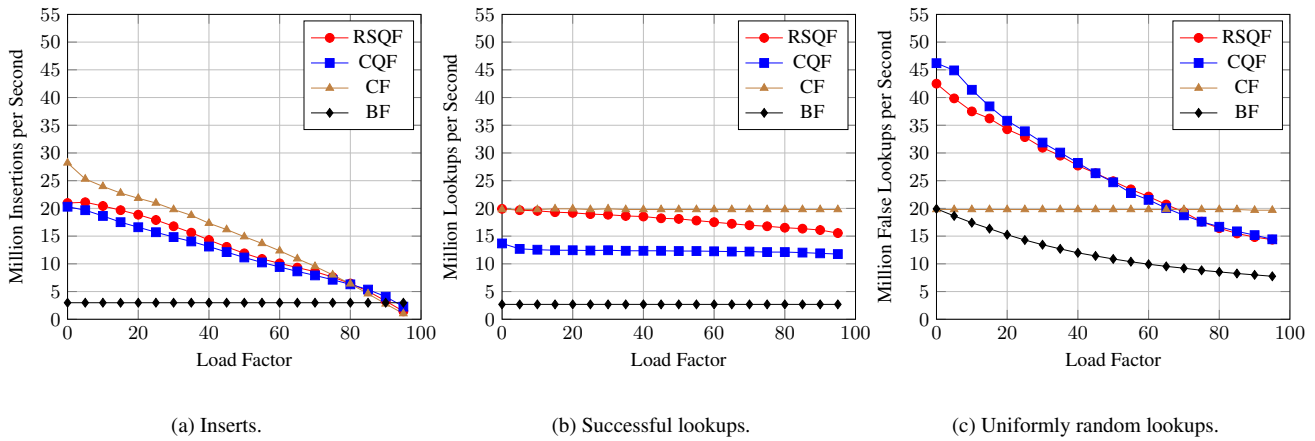 55
50
45
40
35
30
25
20
15
10
5
0
0 20 40 60 80 100
Million Insertions per Second
Load Factor
RSQF
CQF
CF
BF
(a) Inserts.
55
50
45
40
35
30
25
20
15
10
5
0
0 20 40 60 80 100
Million Lookups per Second
Load Factor
RSQF
CQF
CF
BF
(b) Successful lookups.
55
50
45
40
35
30
25
20
15
10
5
0
0 20 40 60 80 100
Million False Lookups per Second
Load Factor
RSQF
CQF
CF
BF
(c) Uniformly random lookups.